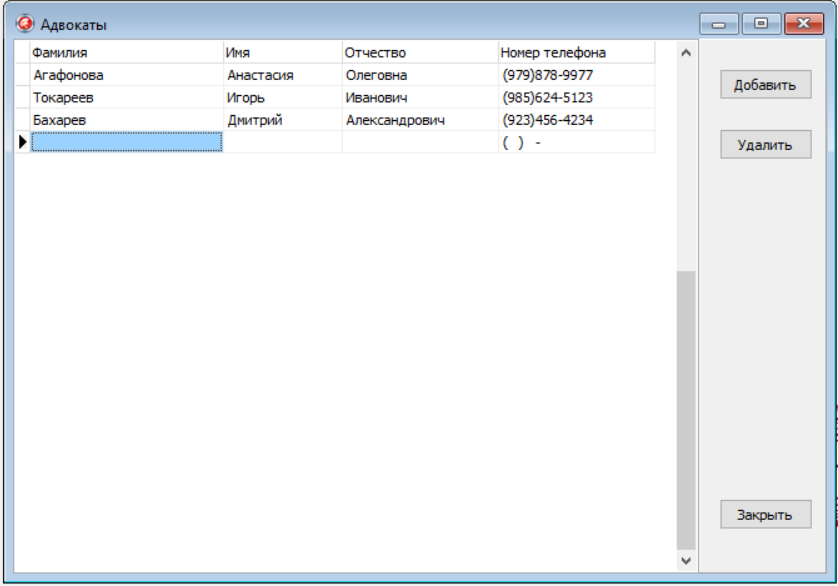 Адвокаты
Фамилия Имя Отчество Номер телефона
Агафонова Анастасия Олеговна (979)878-9977
Токареев Игорь Иванович (985)624-5123
Бахарев Дмитрий Александрович (923)456-4234
( ) -
Добавить
Удалить
Закрыть